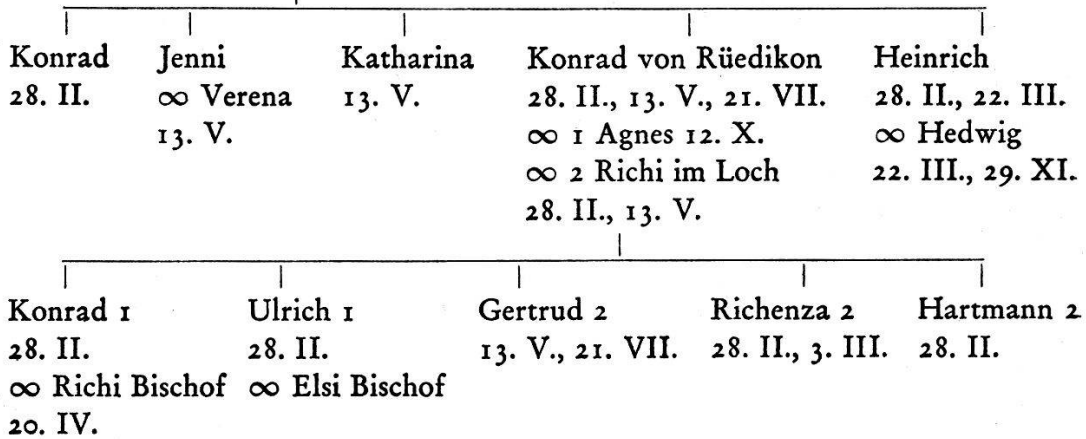 Konrad Jenni Katharina Konrad von Rüedikon Heinrich
28. II. ∞ Verena 13. V. 28. II., 13. V., 21. VII. 28. II., 22. III.
13. V. ∞ 1 Agnes 12. X. ∞ Hedwig
∞ 2 Richi im Loch 22. III., 29. XI.
28. II., 13. V.
Konrad 1 Ulrich 1 Gertrud 2 Richenza 2 Hartmann 2
28. II. 28. II. 13. V., 21. VII. 28. II., 3. III. 28. II.
∞ Richi Bischof ∞ Elsi Bischof
20. IV.